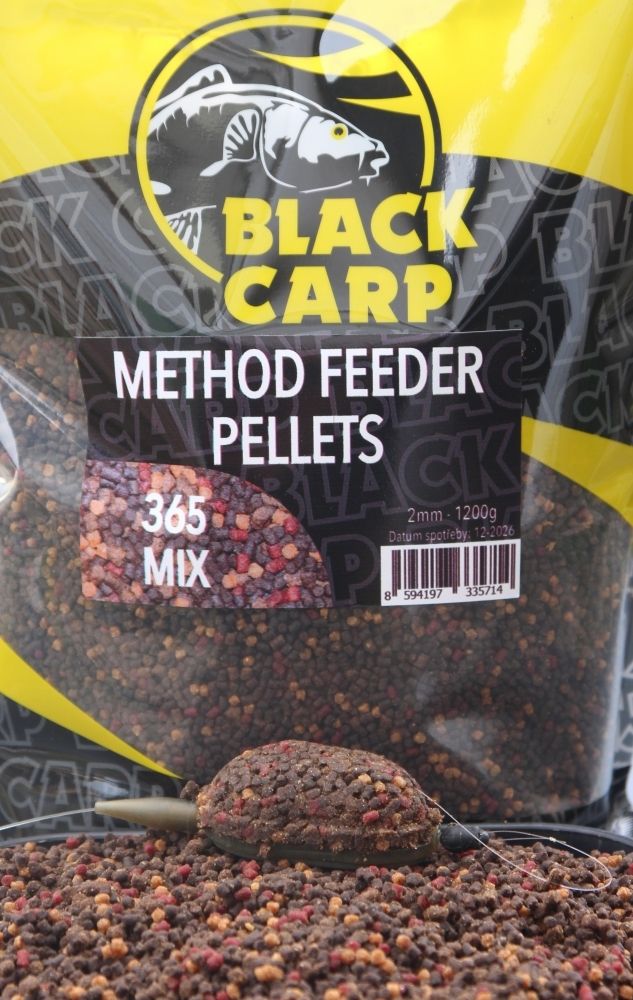 BLACK
CARP
METHOD FEEDER
PELLETS
365
MIX
2mm - 1200g
Datum spotřeby: 12-2026
8 594197 335714